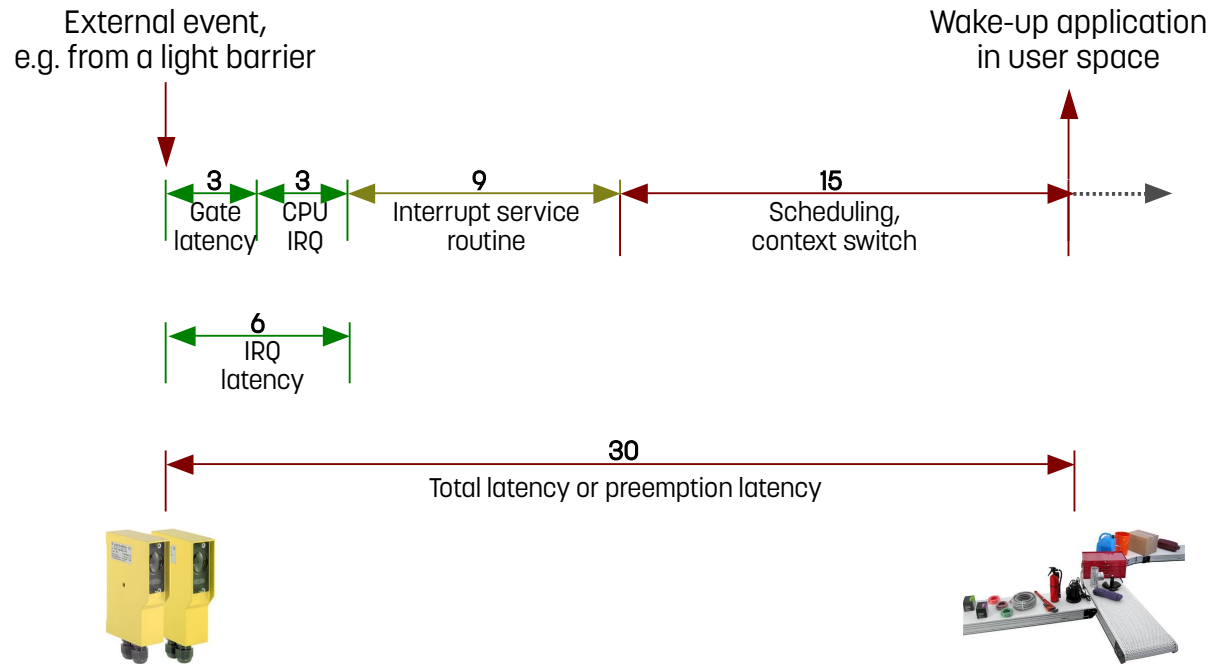 External event,
e.g. from a light barrier
Wake-up application
in user space
3
3
9
15
Gate
latency
CPU
IRQ
Interrupt service
routine
Scheduling,
context switch
6
IRQ
latency
30
Total latency or preemption latency